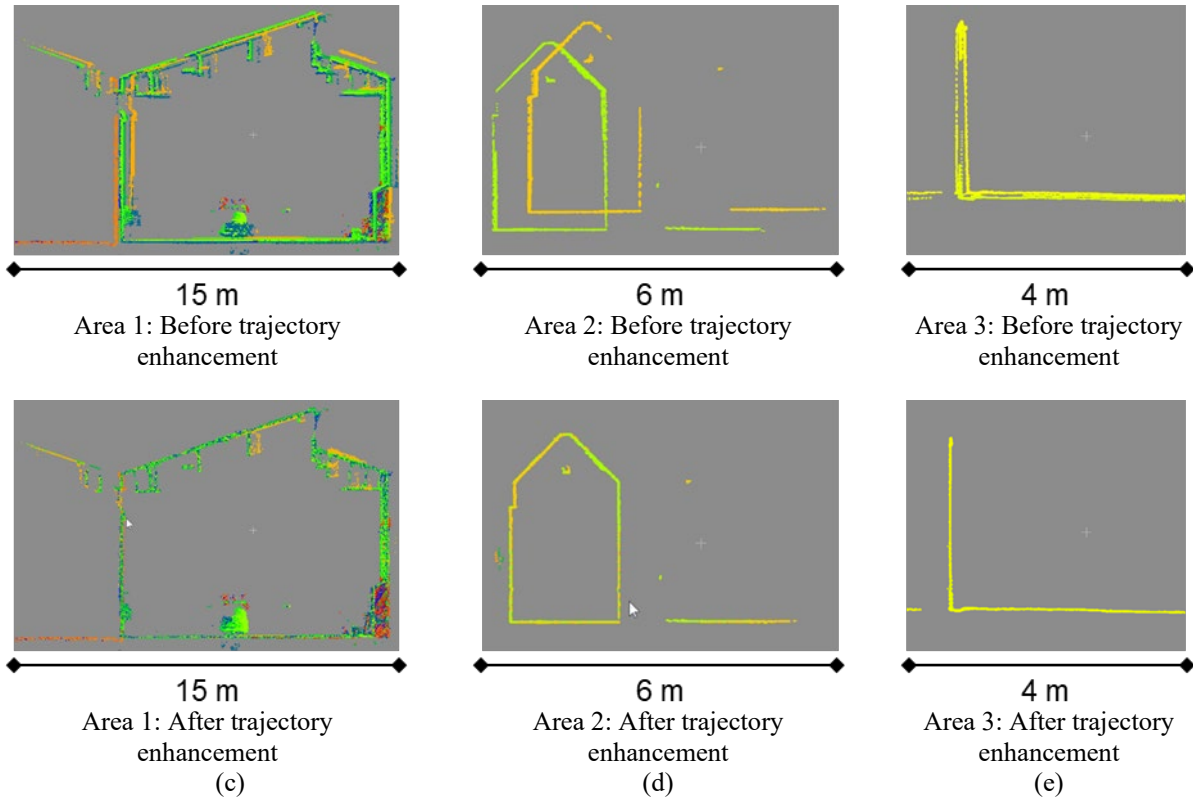 15 m
6 m
4 m
Area 1: Before trajectory
enhancement
Area 2: Before trajectory
enhancement
Area 3: Before trajectory
enhancement
15 m
6 m
4 m
Area 1: After trajectory
enhancement
(c)
Area 2: After trajectory
enhancement
(d)
Area 3: After trajectory
enhancement
(e)